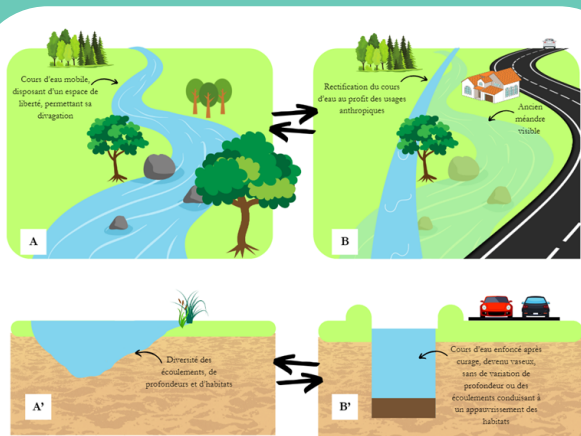 Cours d'eau mobile,
disposant d'un espace de
liberté, permettant sa
divagation
A
Rectification du cours
d'eau au profit des usages
anthropiques
Ancien
méandre
visible
B
Diversité des
écoulements, de
profondeurs et d'habitats
A'
Cours d'eau enfoncé après
curage, devenu vaseux,
sans de variation de
profondeur ou des
écoulements conduisant à
un appauvrissement des
habitats
B'